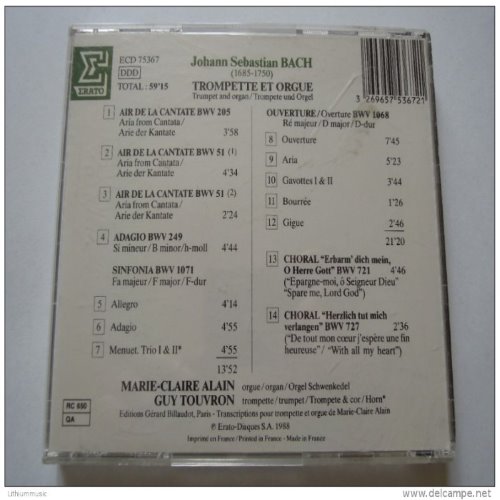 ECD 75367
DDD
TOTAL: 59'15
ERATO
Johann Sebastian BACH
(1685-1750)
TROMPETTE ET ORGUE
Trumpet and organ/Trompete und Orgel
3 269657 536721
1 AIR DE LA CANTATE BWV 205
Aria from Cantata/
Arie der Kantate 3'58
2 AIR DE LA CANTATE BWV 51 (1)
Aria from Cantata/
Arie der Kantate 4'34
3 AIR DE LA CANTATE BWV 51 (2)
Aria from Cantata/
Arie der Kantate 2'24
4 ADAGIO BWV 249
Si mineur/B minor/h-moll 4'44
SINFONIA BWV 1071
Fa majeur/F major/F-dur
5 Allegro 4'14
6 Adagio 4'55
7 Menuet. Trio I & II* 4'55
13'52
OUVERTURE/Overture BWV 1068
Ré majeur/D major/D-dur
8 Ouverture 7'45
9 Aria 5'23
10 Gavottes I & II 3'44
11 Bourrée 1'26
12 Gigue 2'46
21'20
13 CHORAL "Erbarm' dich mein,
O Herre Gott" BWV 721 4'46
("Epargne-moi, ô Seigneur Dieu"
"Spare me, Lord God")
14 CHORAL "Herzlich tut mich
verlangen" BWV 727 2'36
("De tout mon cœur j'espère une fin
heureuse"/ "With all my heart")
MARIE-CLAIRE ALAIN orgue/organ/Orgel Schwenkedel
GUY TOUVRON trompette/trumpet/Trompete & cor/Horn*
Editions Gérard Billaudot, Paris - Transcriptions pour trompette et orgue de Marie-Claire Alain
℗ Erato-Disques S.A. 1988
Imprimé en France/Printed in France - Made in France
RC 650
QA
Lithiummusic
www.delcampe.net